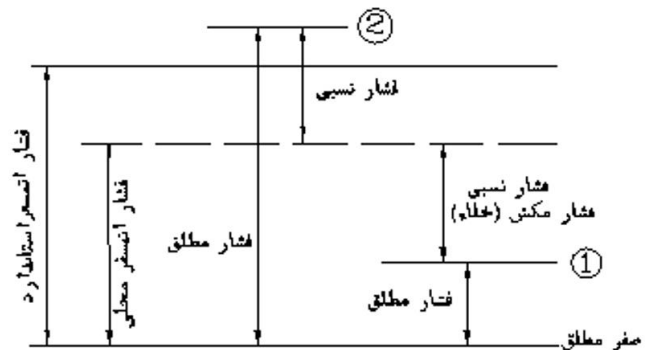 ②
فشار نسبی
فشار اتمسفر استاندارد
فشار اتمسفر محلی
فشار مطلق
فشار نسبی
فشار مکش (خلاء)
①
فشار مطلق
صفر مطلق